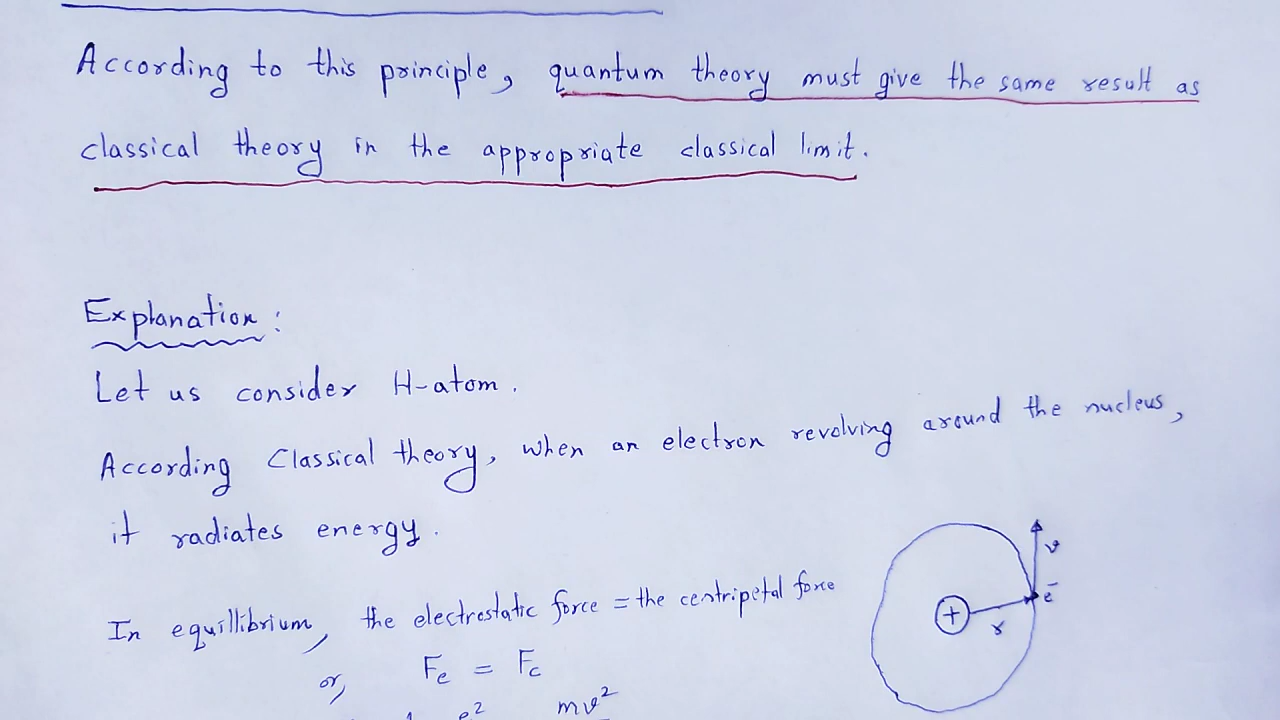 According to this principle, quantum theory must give the same result as
classical theory in the appropriate classical limit.
Explanation:
Let us consider H-atom.
According Classical theory, when an electron revolving around the nucleus,
it radiates energy.
In equillibrium, the electrostatic force = the centripetal force
or, Fe = Fc
e² mv²
+ r e⁻ v